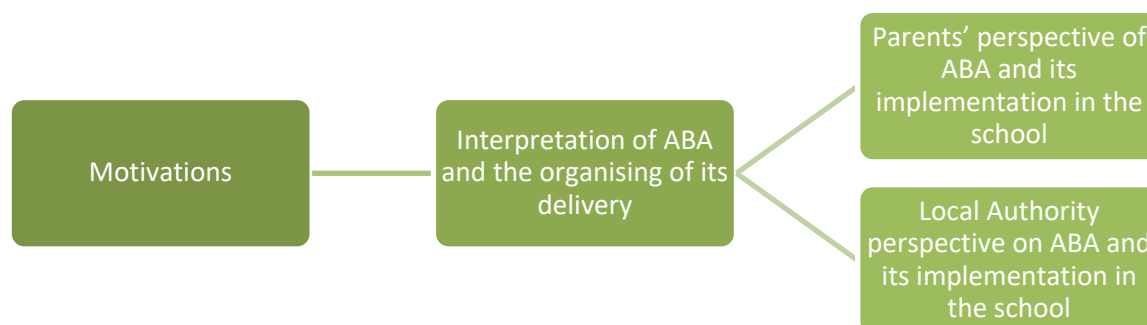 Motivations
Interpretation of ABA
and the organising of its
delivery
Parents’ perspective of
ABA and its
implementation in the
school
Local Authority
perspective on ABA and
its implementation in
the school